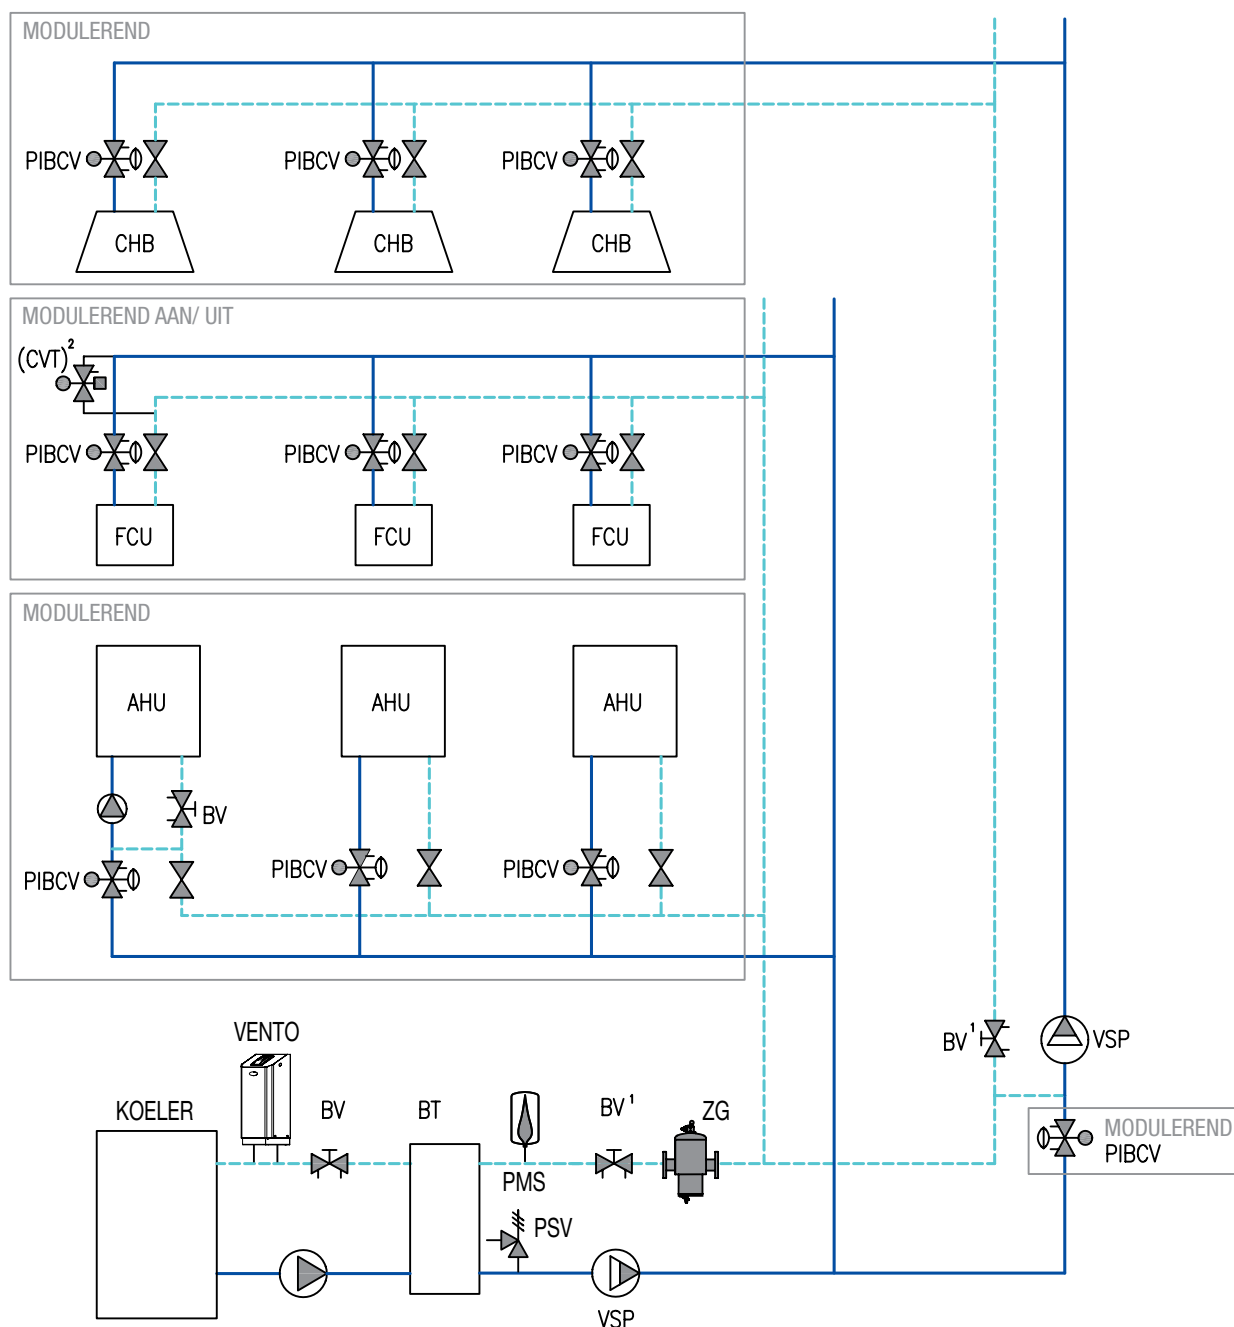 MODULEREND
PIBCV PIBCV PIBCV
CHB CHB CHB
MODULEREND AAN/ UIT
(CVT)²
PIBCV PIBCV PIBCV
FCU FCU FCU
MODULEREND
AHU AHU AHU
BV
PIBCV PIBCV PIBCV
VENTO
BV¹ VSP
KOELER BV BT BV¹ ZG
MODULEREND
PIBCV
PMS
PSV
VSP